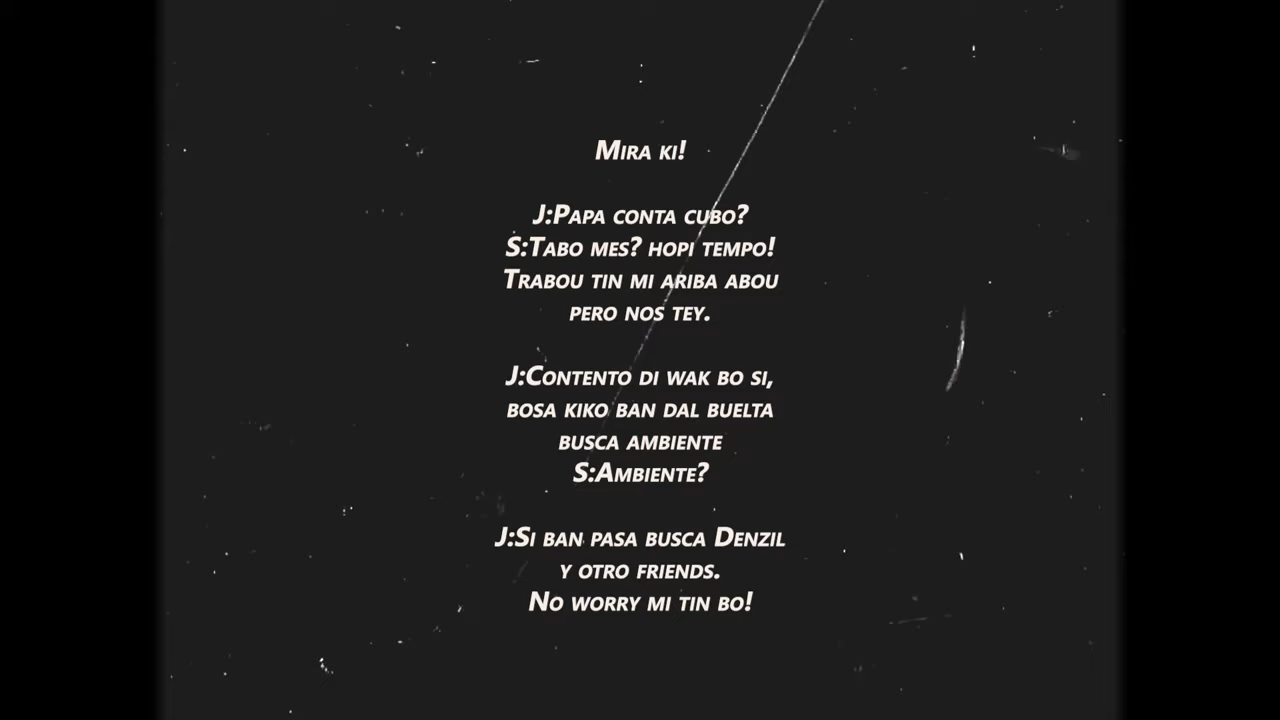 Mira ki!
J:Papa conta cubo?
S:Tabo mes? hopi tempo!
Trabou tin mi ariba abou
pero nos tey.
J:Contento di wak bo si,
bosa kiko ban dal buelta
busca ambiente
S:Ambiente?
J:Si ban pasa busca Denzil
y otro friends.
No worry mi tin bo!